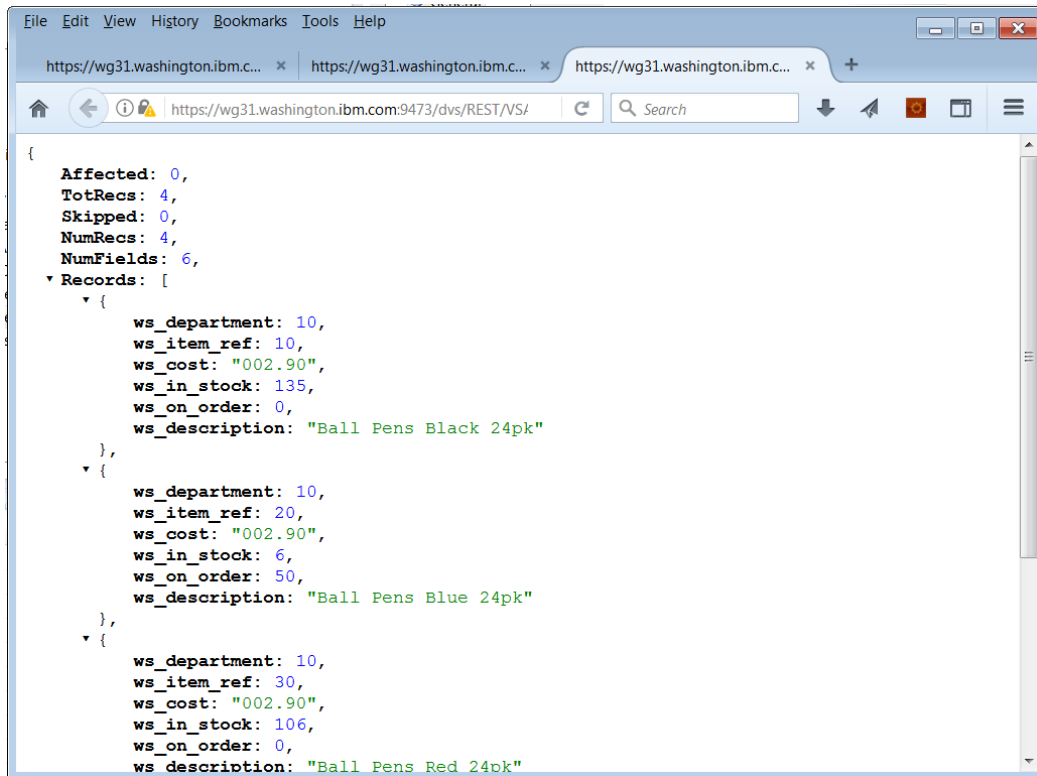 File Edit View History Bookmarks Tools Help
https://wg31.washington.ibm.c... × https://wg31.washington.ibm.c... × https://wg31.washington.ibm.c... × +
https://wg31.washington.ibm.com:9473/dvs/REST/VSA Search
{
Affected: 0,
TotRecs: 4,
Skipped: 0,
NumRecs: 4,
NumFields: 6,
Records: [
{
ws_department: 10,
ws_item_ref: 10,
ws_cost: "002.90",
ws_in_stock: 135,
ws_on_order: 0,
ws_description: "Ball Pens Black 24pk"
},
{
ws_department: 10,
ws_item_ref: 20,
ws_cost: "002.90",
ws_in_stock: 6,
ws_on_order: 50,
ws_description: "Ball Pens Blue 24pk"
},
{
ws_department: 10,
ws_item_ref: 30,
ws_cost: "002.90",
ws_in_stock: 106,
ws_on_order: 0,
ws_description: "Ball Pens Red 24pk"